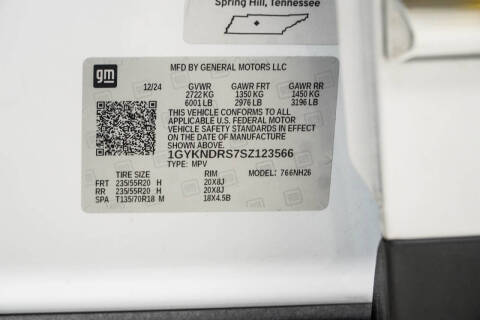 Spring Hill, Tennessee
gm
MFD BY GENERAL MOTORS LLC
12/24 GVWR GAWR FRT GAWR RR
2722 KG 1350 KG 1450 KG
6001 LB 2976 LB 3196 LB
THIS VEHICLE CONFORMS TO ALL
APPLICABLE U.S. FEDERAL MOTOR
VEHICLE SAFETY STANDARDS IN EFFECT
ON THE DATE OF MANUFACTURE
SHOWN ABOVE.
1GYKNDRS7SZ123566
TYPE: MPV MODEL: 766NH26
TIRE SIZE RIM
FRT 235/55R20 H 20X8J
RR 235/55R20 H 20X8J
SPA T135/70R18 M 18X4.5B